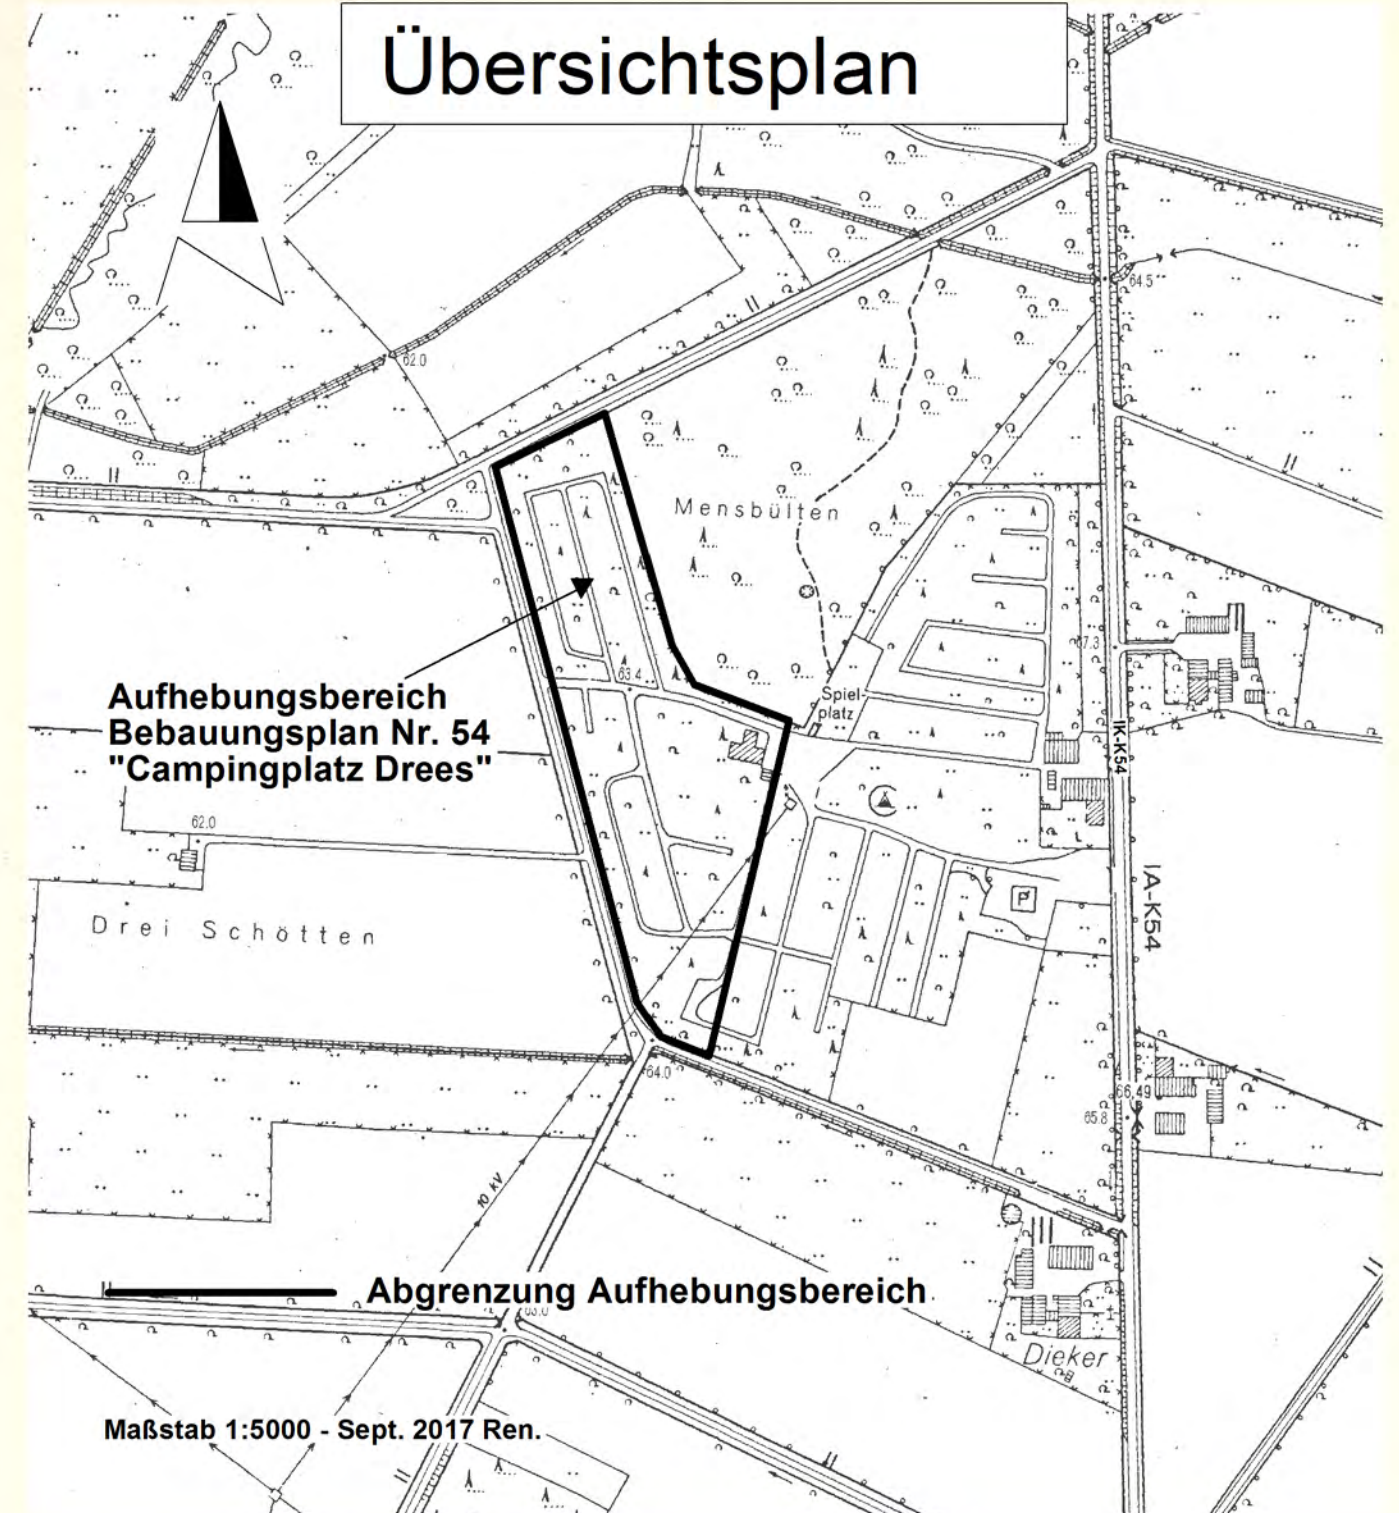 Übersichtsplan
64.5
62.0
Mensbülten
67.3
63.4
Spiel-
platz
Aufhebungsbereich
Bebauungsplan Nr. 54
"Campingplatz Drees"
IK-K54
62.0
P
IA-K54
Drei Schötten
64.0
66.49
65.8
10 KV
Abgrenzung Aufhebungsbereich
Dieker
Maßstab 1:5000 - Sept. 2017 Ren.